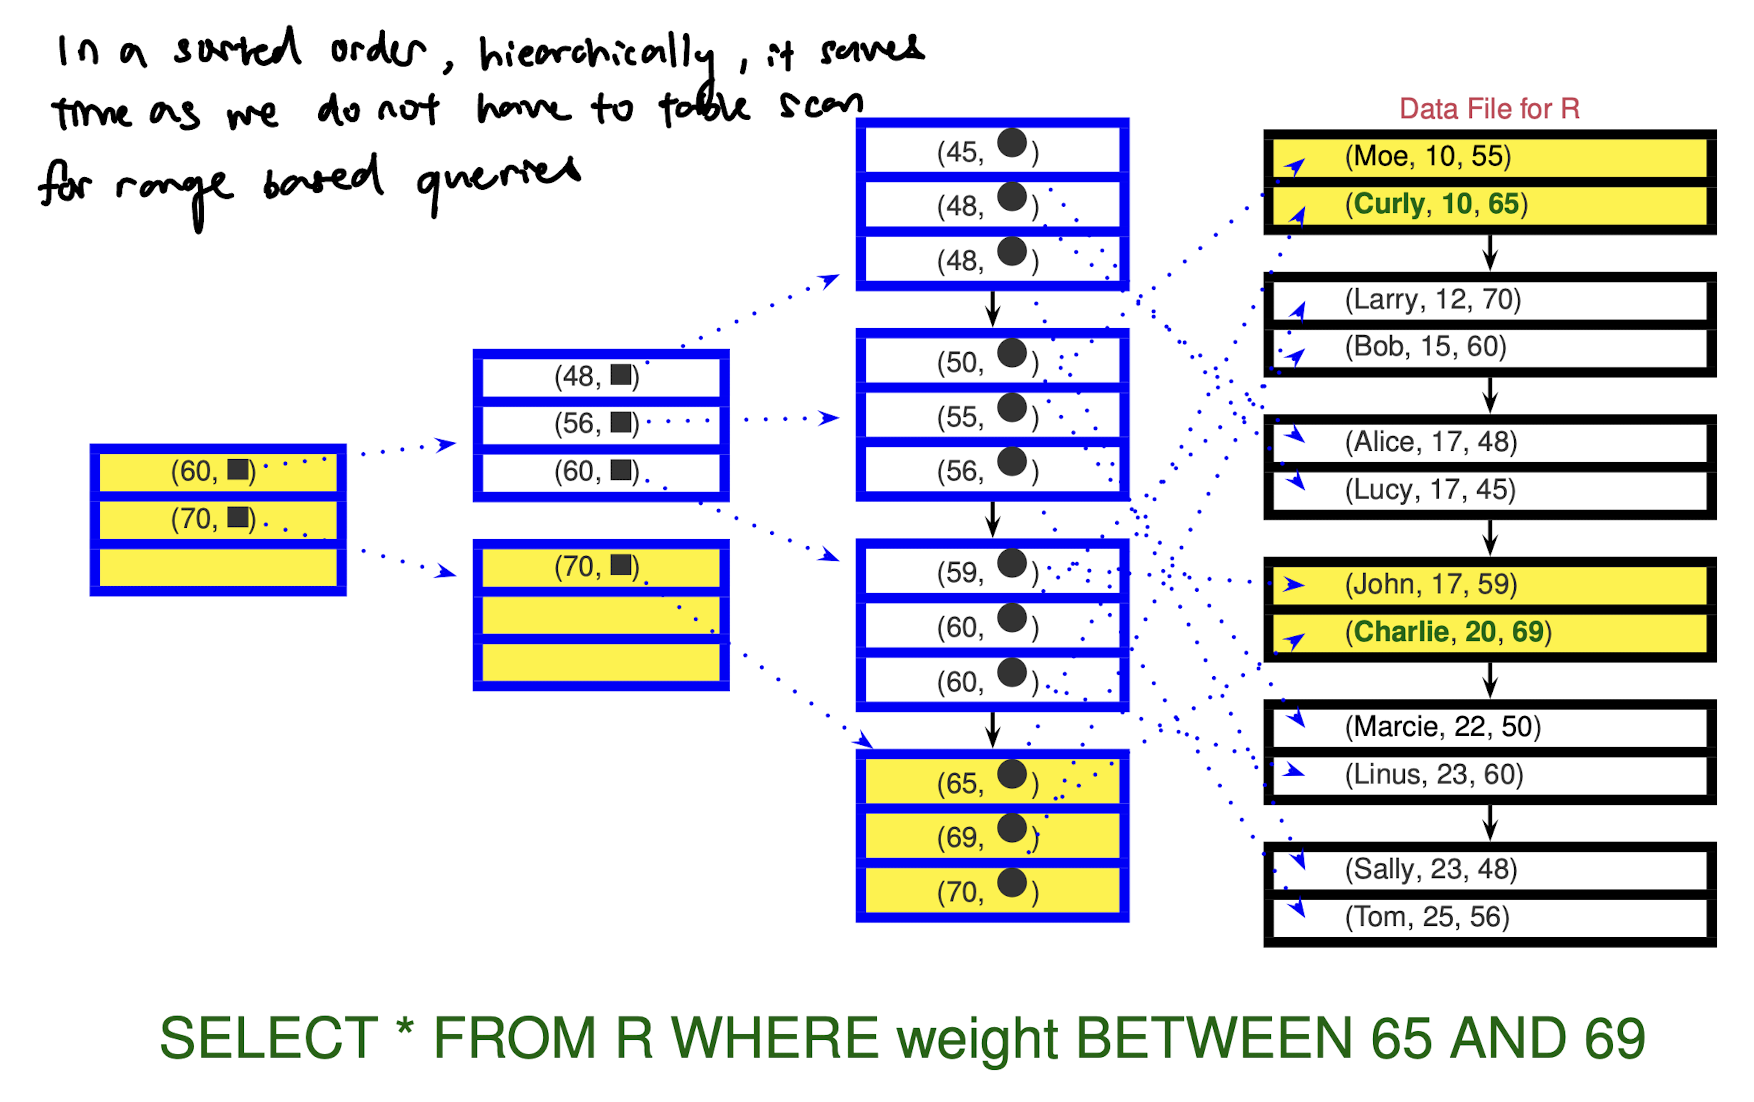 In a sorted order, hierchically, it saves
time as we do not have to table scan
for range based queries
(60, ■)
(70, ■)
(48, ■)
(56, ■)
(60, ■)
(70, ■)
(45, ●)
(48, ●)
(48, ●)
(50, ●)
(55, ●)
(56, ●)
(59, ●)
(60, ●)
(60, ●)
(65, ●)
(69, ●)
(70, ●)
Data File for R
(Moe, 10, 55)
(Curly, 10, 65)
(Larry, 12, 70)
(Bob, 15, 60)
(Alice, 17, 48)
(Lucy, 17, 45)
(John, 17, 59)
(Charlie, 20, 69)
(Marcie, 22, 50)
(Linus, 23, 60)
(Sally, 23, 48)
(Tom, 25, 56)
SELECT * FROM R WHERE weight BETWEEN 65 AND 69